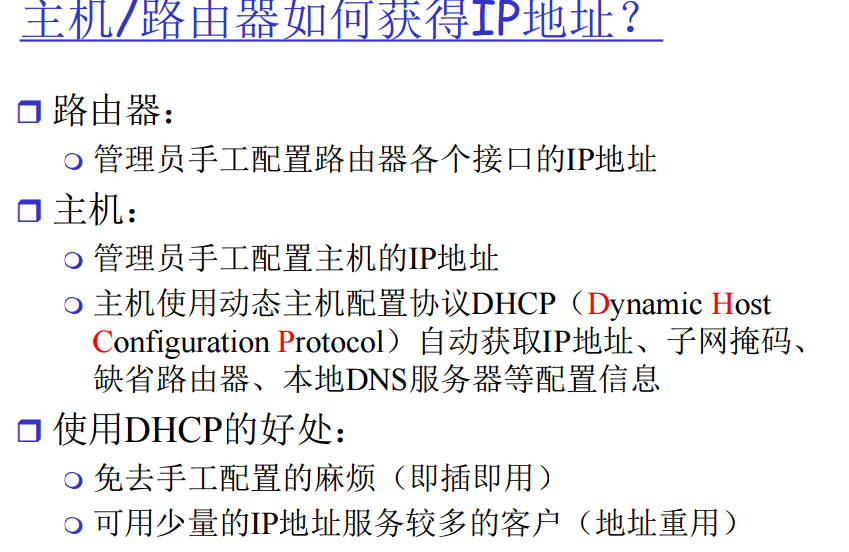 主机/路由器如何获得IP地址？
路由器：
管理员手工配置路由器各个接口的IP地址
主机：
管理员手工配置主机的IP地址
主机使用动态主机配置协议DHCP（Dynamic Host
Configuration Protocol）自动获取IP地址、子网掩码、
缺省路由器、本地DNS服务器等配置信息
使用DHCP的好处：
免去手工配置的麻烦（即插即用）
可用少量的IP地址服务较多的客户（地址重用）